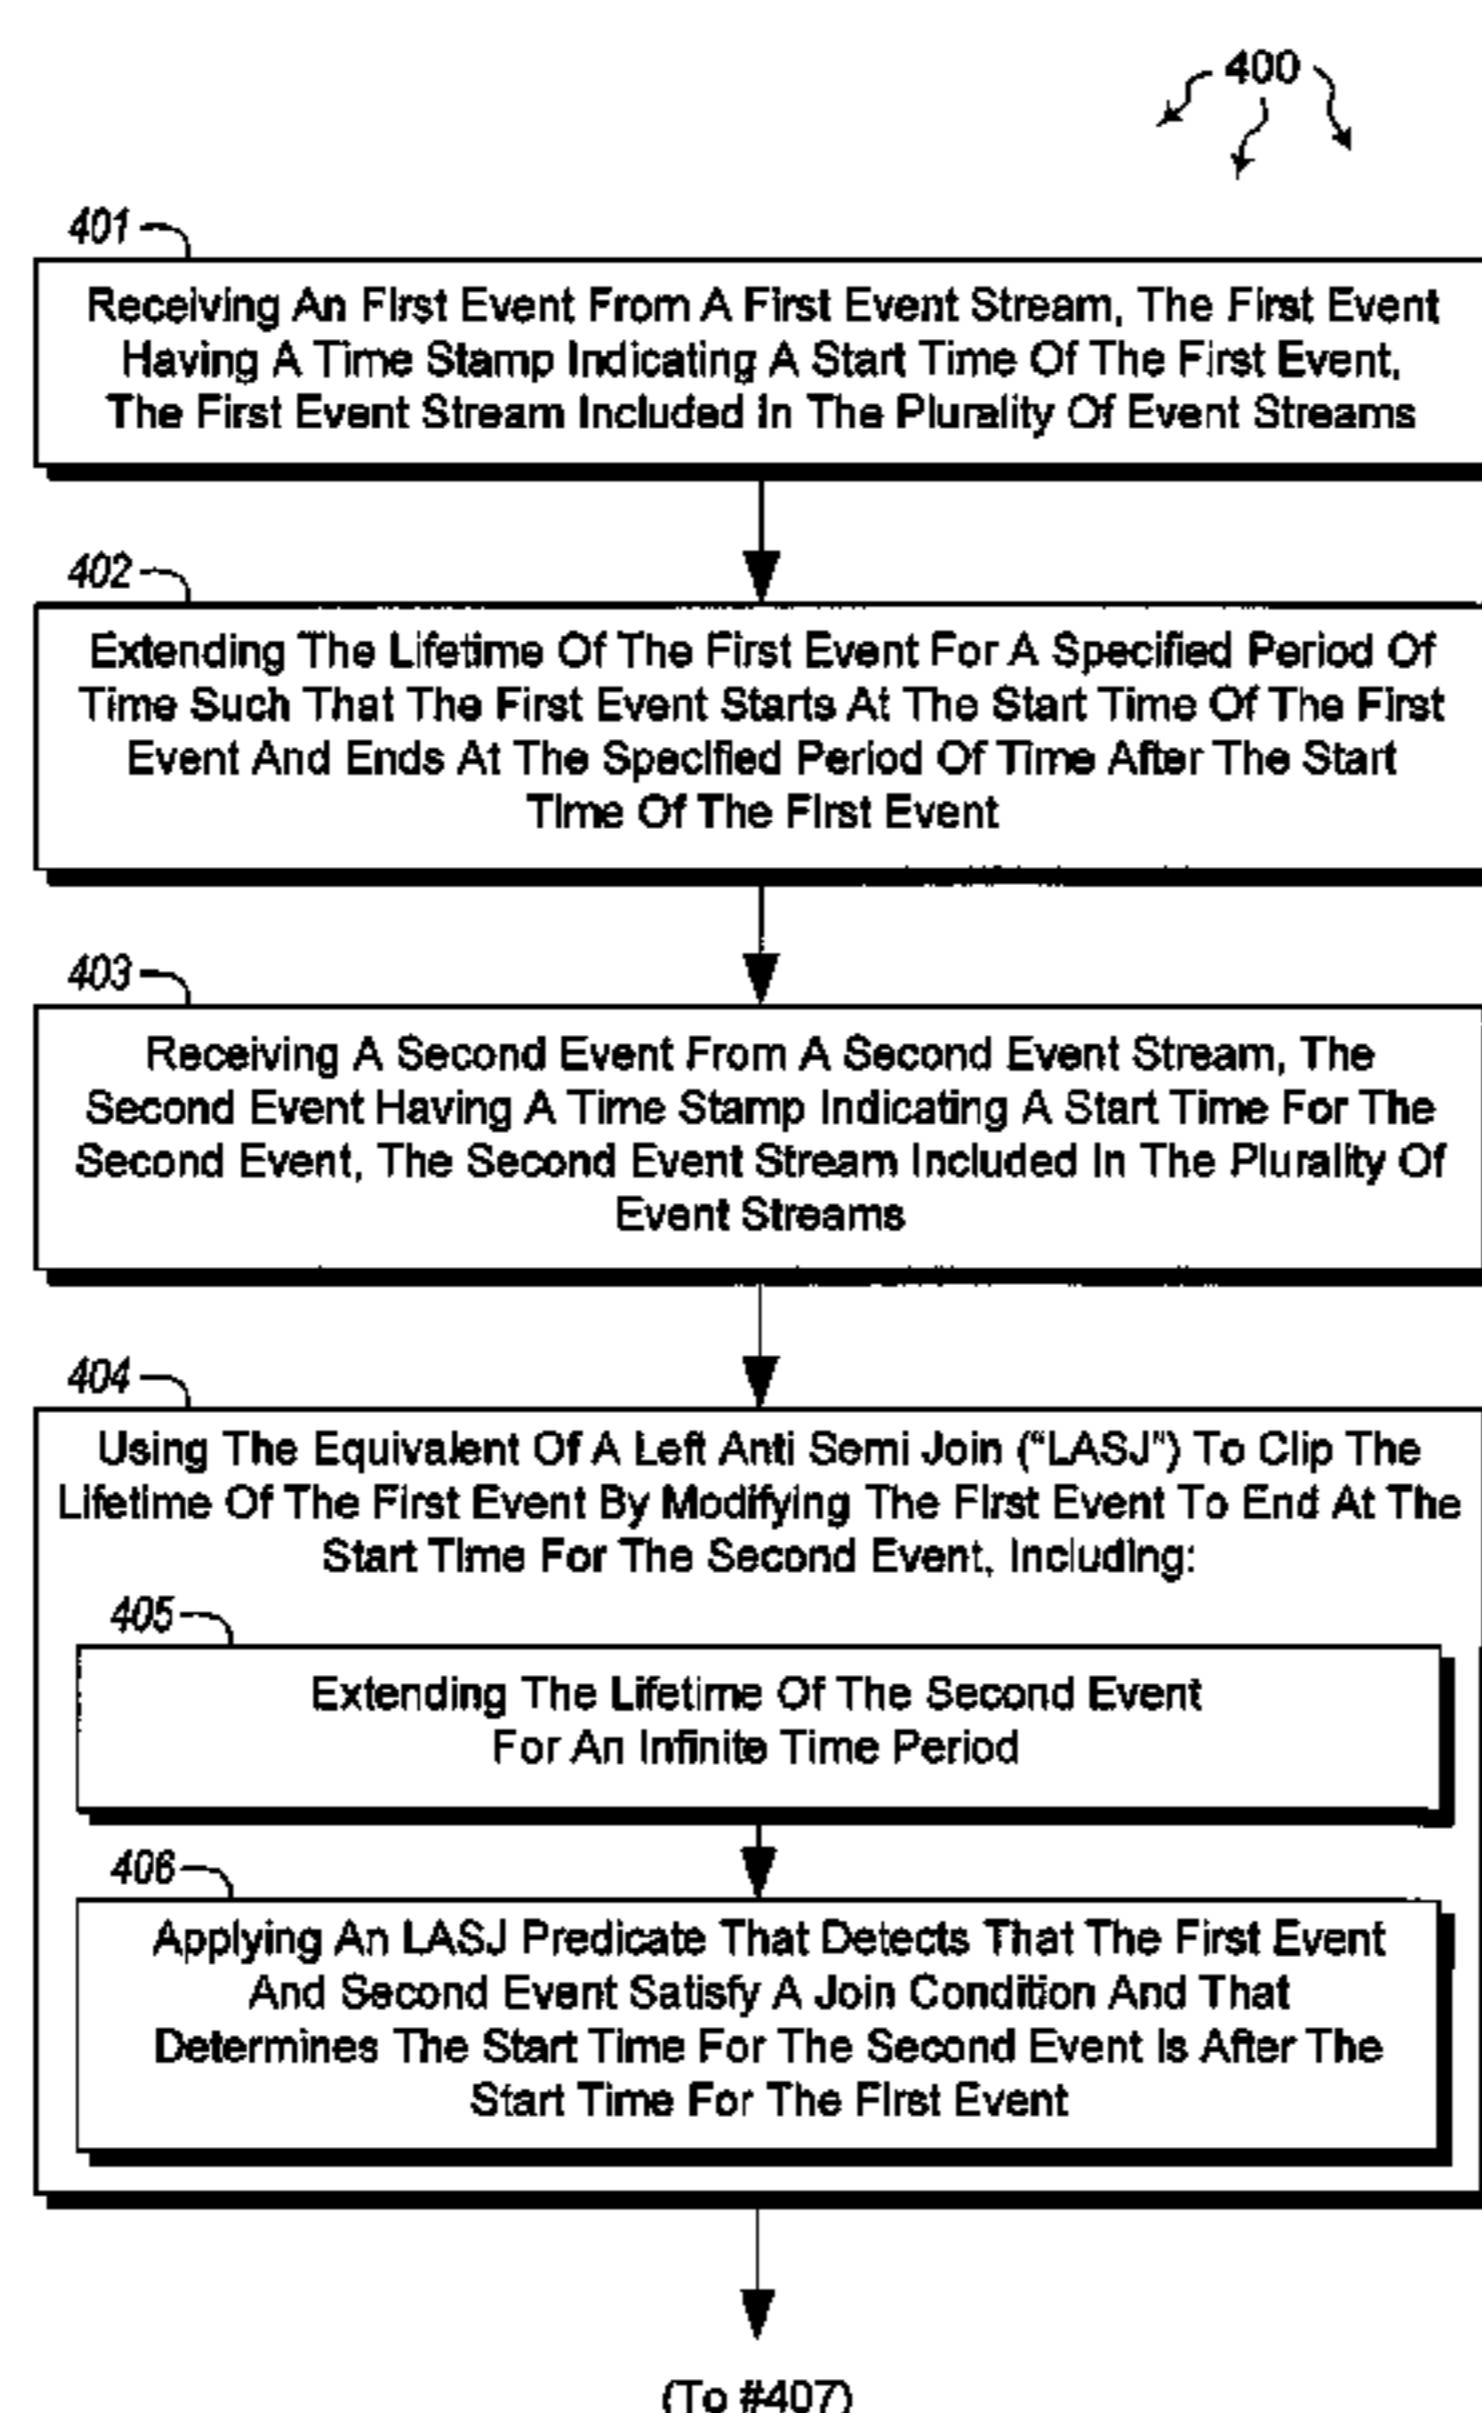 400
401
Receiving An First Event From A First Event Stream, The First Event
Having A Time Stamp Indicating A Start Time Of The First Event,
The First Event Stream Included In The Plurality Of Event Streams
402
Extending The Lifetime Of The First Event For A Specified Period Of
Time Such That The First Event Starts At The Start Time Of The First
Event And Ends At The Specified Period Of Time After The Start
Time Of The First Event
403
Receiving A Second Event From A Second Event Stream, The
Second Event Having A Time Stamp Indicating A Start Time For The
Second Event, The Second Event Stream Included In The Plurality Of
Event Streams
404
Using The Equivalent Of A Left Anti Semi Join (“LASJ”) To Clip The
Lifetime Of The First Event By Modifying The First Event To End At The
Start Time For The Second Event, Including:
405
Extending The Lifetime Of The Second Event
For An Infinite Time Period
406
Applying An LASJ Predicate That Detects That The First Event
And Second Event Satisfy A Join Condition And That
Determines The Start Time For The Second Event Is After The
Start Time For The First Event
(To #407)